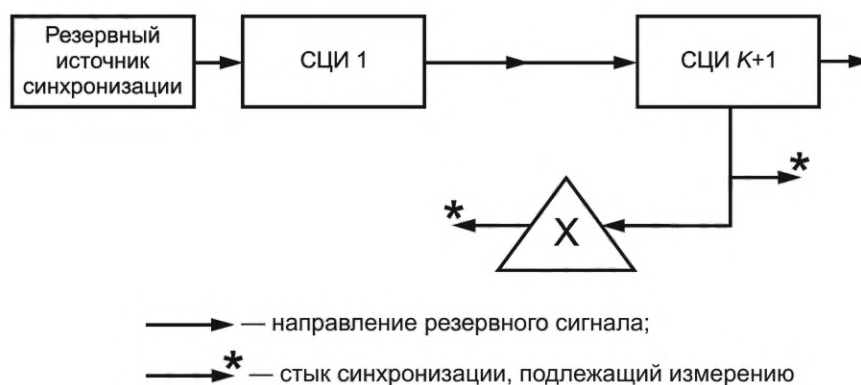 Резервный
источник
синхронизации
СЦИ 1
СЦИ K+1
*
*
X
— направление резервного сигнала;
* — стык синхронизации, подлежащий измерению